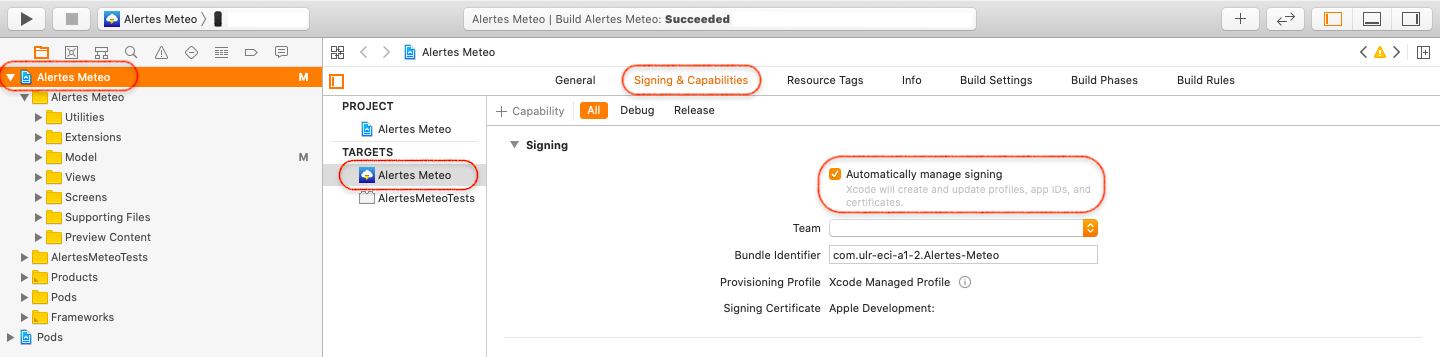 Alertes Meteo
Alertes Meteo | Build Alertes Meteo: Succeeded
Alertes Meteo M
Alertes Meteo
Utilities
Extensions
Model M
Views
Screens
Supporting Files
Preview Content
AlertesMeteoTests
Products
Pods
Frameworks
Pods
Alertes Meteo
General Signing & Capabilities Resource Tags Info Build Settings Build Phases Build Rules
PROJECT
Alertes Meteo
TARGETS
Alertes Meteo
AlertesMeteoTests
+ Capability All Debug Release
Signing
Automatically manage signing
Xcode will create and update profiles, app IDs, and
certificates.
Team
Bundle Identifier com.ulr-eci-a1-2.Alertes-Meteo
Provisioning Profile Xcode Managed Profile
Signing Certificate Apple Development: